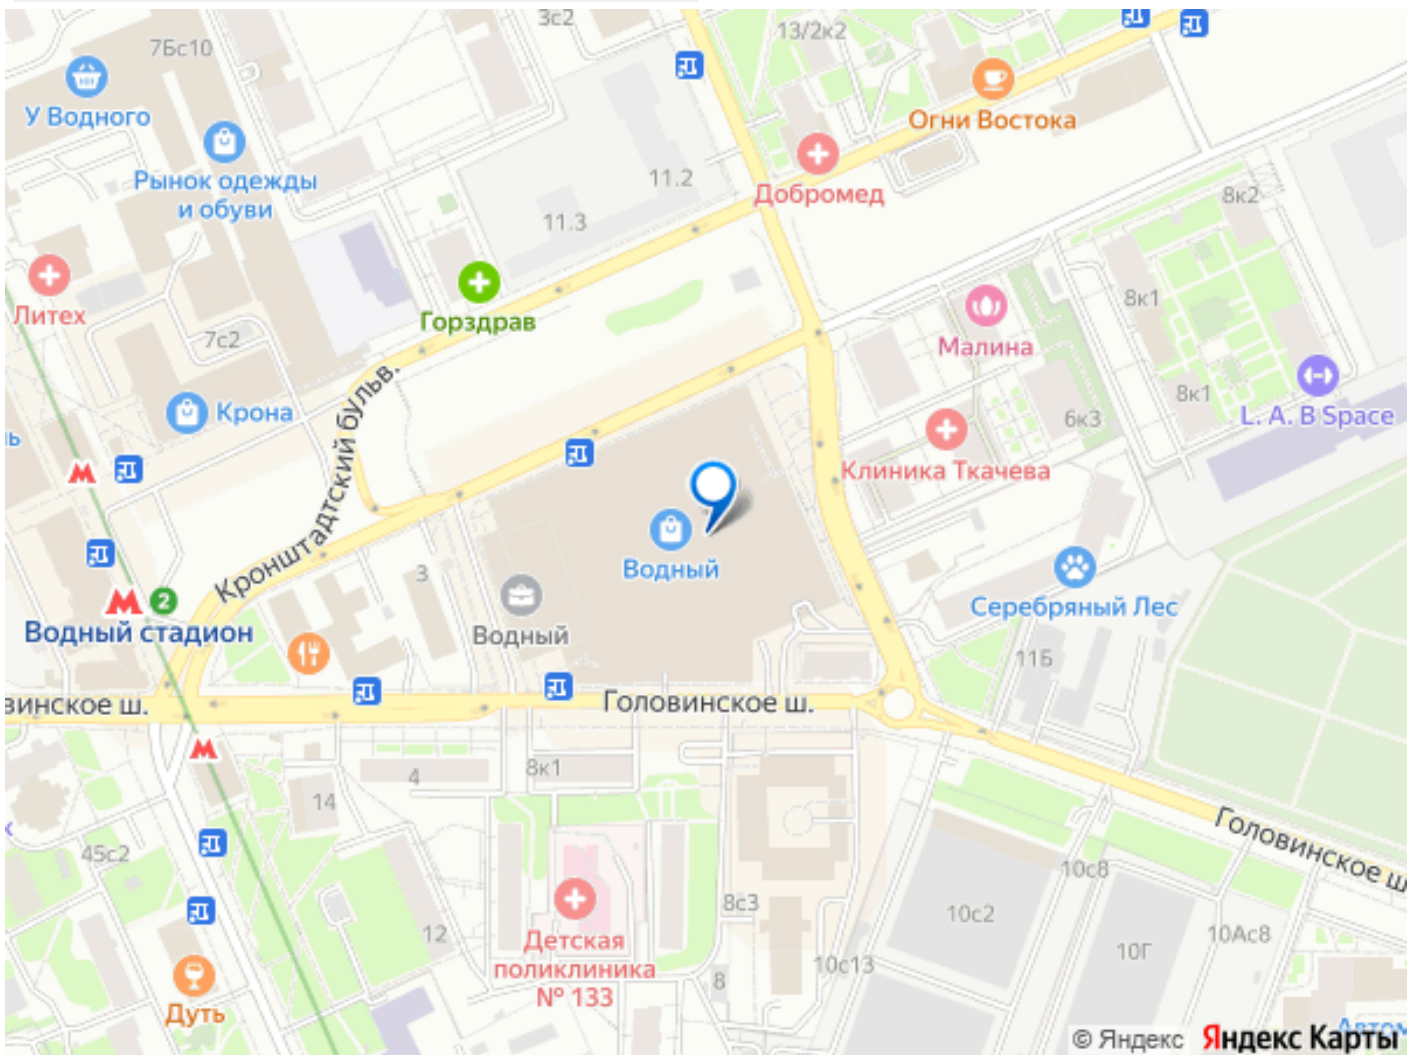 3с2
13/2к2
7Бс10
У Водного
Огни Востока
Рынок одежды
и обуви
11.2
Добромед
8к2
11.3
Литех
Горздрав
8к1
7с2
Малина
Крона
Кронштадтский бульв.
6к3
8к1
L. A. B Space
Клиника Ткачева
Водный
3
2
Водный стадион
Водный
Серебряный Лес
11Б
Головинское ш.
4
8к1
14
Головинское ш.
45с2
10с8
8с3
10с2
12
Детская
поликлиника
№ 133
10Г
10Ас8
10с13
8
Дуть
© Яндекс Яндекс Карты